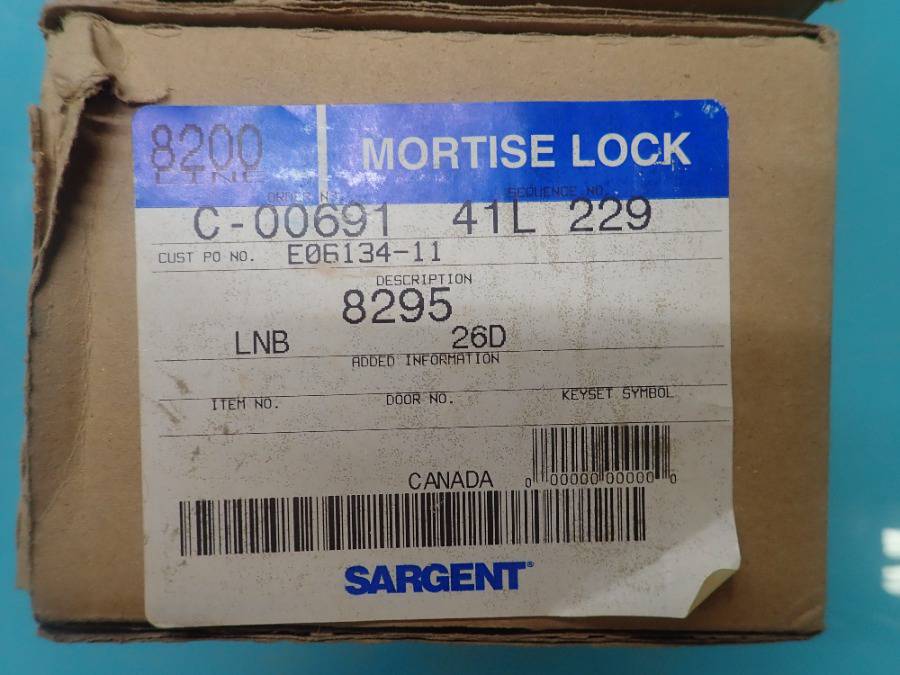 8200 LINE
MORTISE LOCK
ORDER NO. SEQUENCE NO.
C-00691 41L 229
CUST PO NO. E06134-11
DESCRIPTION
8295
LNB 26D
ADDED INFORMATION
ITEM NO. DOOR NO. KEYSET SYMBOL
CANADA
0 00000 00000 0
SARGENT®